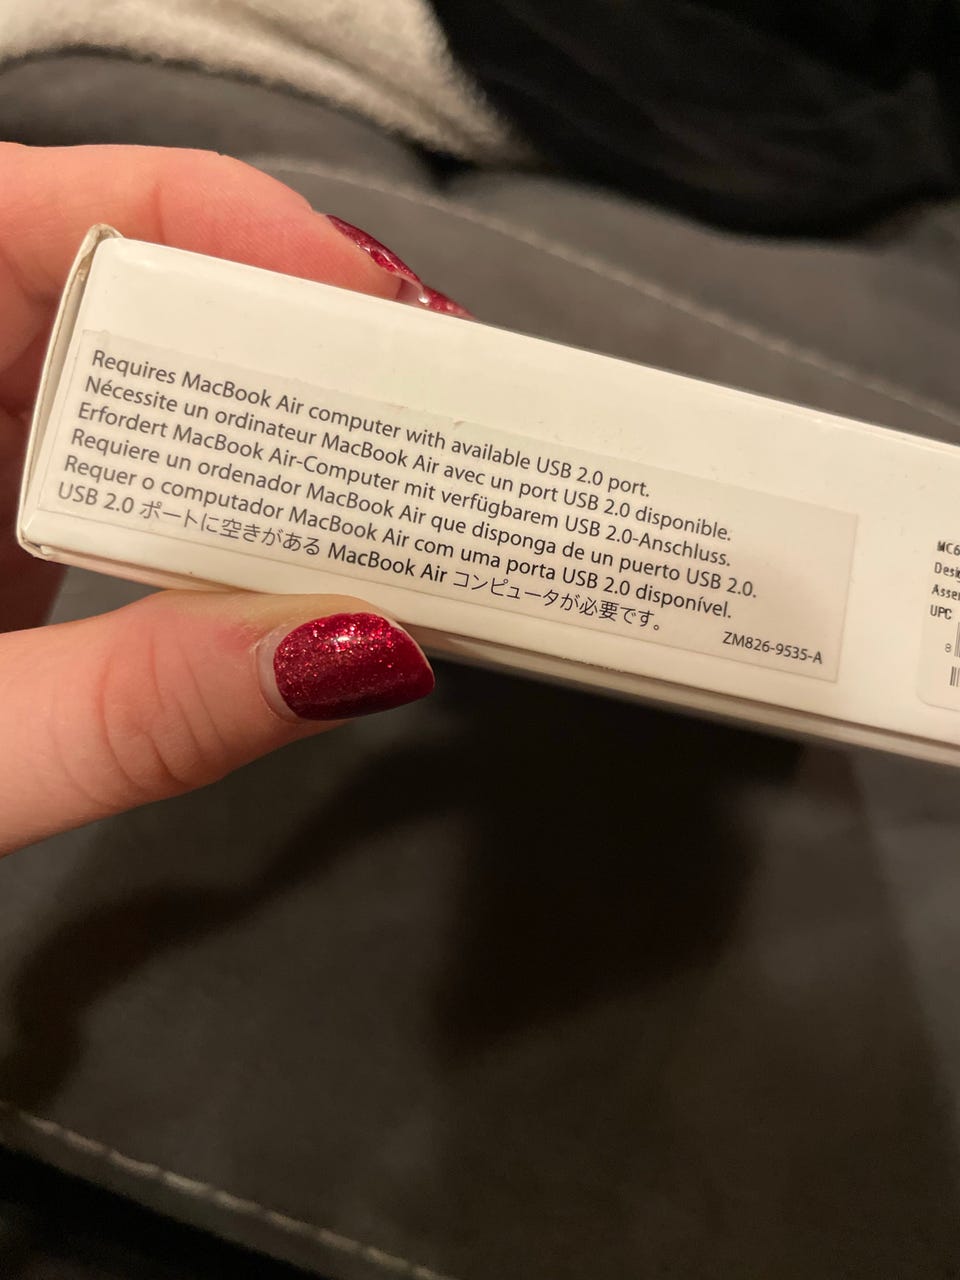 Requires MacBook Air computer with available USB 2.0 port.
Nécessite un ordinateur MacBook Air avec un port USB 2.0 disponible.
Erfordert MacBook Air-Computer mit verfügbarem USB 2.0-Anschluss.
Requiere un ordenador MacBook Air que disponga de un puerto USB 2.0.
Requer o computador MacBook Air com uma porta USB 2.0 disponível.
USB 2.0 ポートに空きがある MacBook Air コンピュータが必要です。
ZM826-9535-A
MC6
Desi
Asse
UPC
8